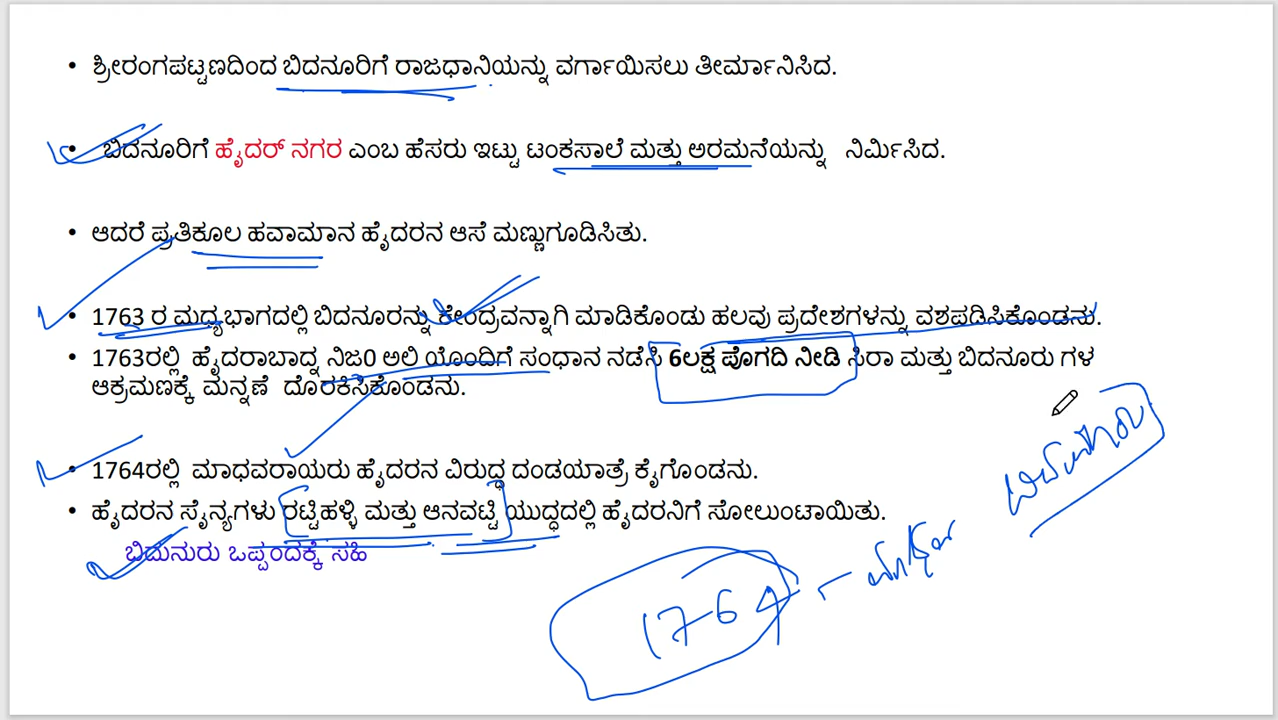 • ಶ್ರೀರಂಗಪಟ್ಟಣದಿಂದ ಬಿದನೂರಿಗೆ ರಾಜಧಾನಿಯನ್ನು ವರ್ಗಾಯಿಸಲು ತೀರ್ಮಾನಿಸಿದ.
• ಬಿದನೂರಿಗೆ ಹೈದರ್ ನಗರ ಎಂಬ ಹೆಸರು ಇಟ್ಟು ಟಂಕಸಾಲೆ ಮತ್ತು ಅರಮನೆಯನ್ನು ನಿರ್ಮಿಸಿದ.
• ಆದರೆ ಪ್ರತಿಕೂಲ ಹವಾಮಾನ ಹೈದರನ ಆಸೆ ಮಣ್ಣುಗೂಡಿಸಿತು.
• 1763 ರ ಮಧ್ಯಭಾಗದಲ್ಲಿ ಬಿದನೂರನ್ನು ಕೇಂದ್ರವನ್ನಾಗಿ ಮಾಡಿಕೊಂಡು ಹಲವು ಪ್ರದೇಶಗಳನ್ನು ವಶಪಡಿಸಿಕೊಂಡನು.
• 1763ರಲ್ಲಿ ಹೈದರಾಬಾದ್ನ ನಿಜ0 ಅಲಿ ಯೊಂದಿಗೆ ಸಂಧಾನ ನಡೆಸಿ 6ಲಕ್ಷ ಪೊಗದಿ ನೀಡಿ ಸಿರಾ ಮತ್ತು ಬಿದನೂರು ಗಳ
ಆಕ್ರಮಣಕ್ಕೆ ಮನ್ನಣೆ ದೊರಕಿಸಿಕೊಂಡನು.
• 1764ರಲ್ಲಿ ಮಾಧವರಾಯರು ಹೈದರನ ವಿರುದ್ಧ ದಂಡಯಾತ್ರೆ ಕೈಗೊಂಡನು.
• ಹೈದರನ ಸೈನ್ಯಗಳು ರಟ್ಟಿಹಳ್ಳಿ ಮತ್ತು ಆನವಟ್ಟಿ ಯುದ್ಧದಲ್ಲಿ ಹೈದರನಿಗೆ ಸೋಲುಂಟಾಯಿತು.
ಬಿದುನುರು ಒಪ್ಪಂದಕ್ಕೆ ಸಹಿ
17-64 -